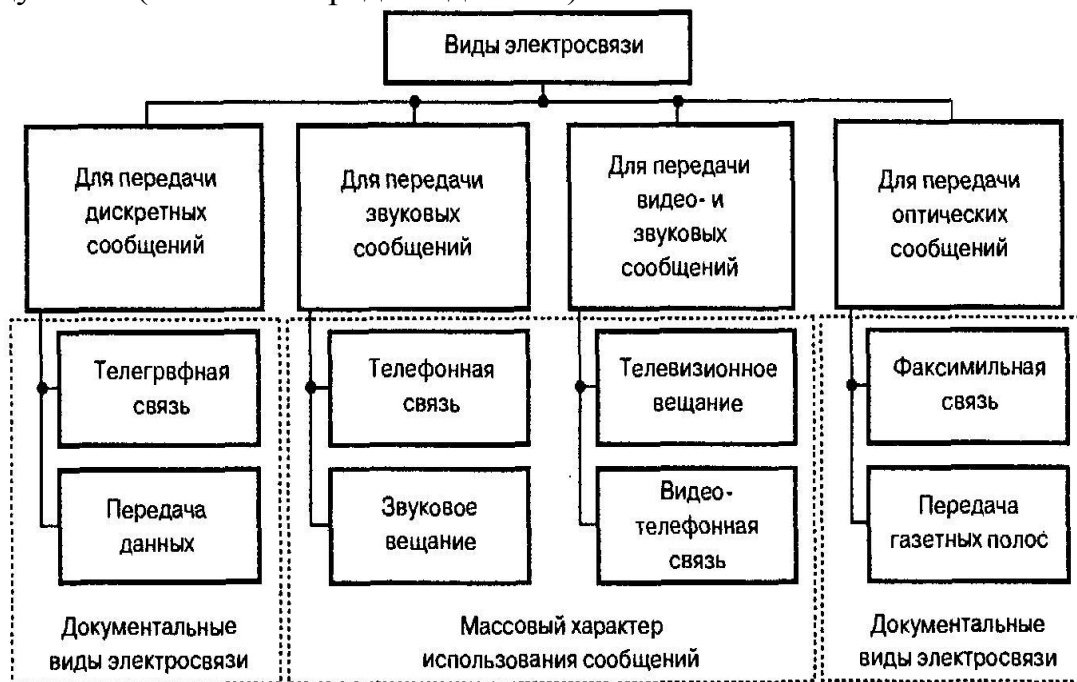 Виды электросвязи
Для передачи
дискретных
сообщений
Для передачи
звуковых
сообщений
Для передачи
видео- и
звуковых
сообщений
Для передачи
оптических
сообщений
Телегрвфная
связь
Телефонная
связь
Телевизионное
вещание
Факсимильная
связь
Передача
данных
Звуковое
вещание
Видео-
телефонная
связь
Передача
газетных полос
Документальные
виды электросвязи
Массовый характер
использования сообщений
Документальные
виды электросвязи